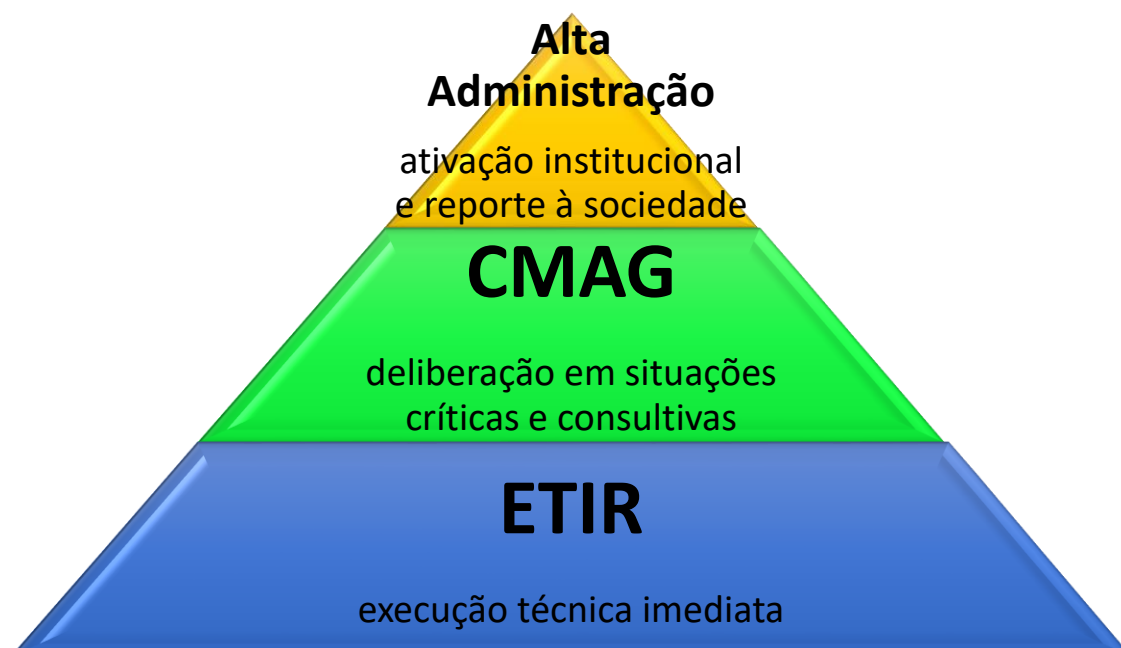 Alta
Administração
ativação institucional
e reporte à sociedade
CMAG
deliberação em situações
críticas e consultivas
ETIR
execução técnica imediata